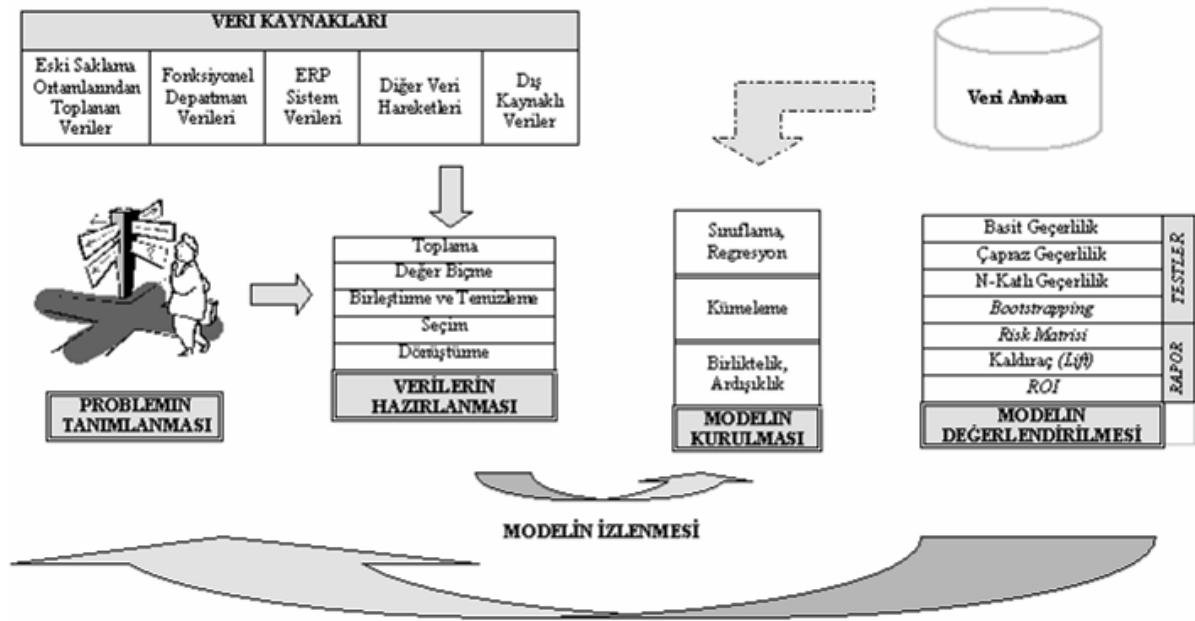 VERI KAYNAKLARI
Eski Saklama
Ortamlarından
Toplanan
Veriler
Fonksiyonel
Departman
Verileri
ERP
Sistem
Verileri
Diğer Veri
Hareketleri
Dış
Kaynaklı
Veriler
Veri Ambarı
Toplama
Değer Biçme
Birleştirme ve Temizleme
Seçim
Dönüştürme
VERİLERİN
HAZIRLANMASI
PROBLEMIN
TANIMLANMASI
Sınıflama,
Regresyon
Kümeleme
Birliktelik,
Ardışıklık
MODELIN
KURULMASI
Basit Geçerlilik
Çapraz Geçerlilik
N-Katlı Geçerlilik
Bootstrapping
Risk Matrisi
Kaldıraç (Lift)
ROI
TESTLER
RAPOR
MODELIN
DEĞERLENDİRİLMESİ
MODELİN İZLENMESİ